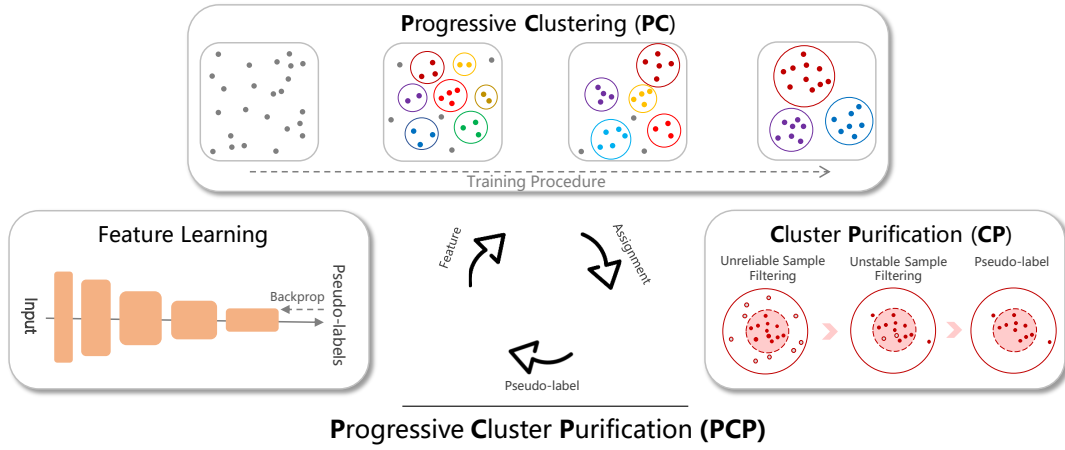 Progressive Clustering (PC)
Training Procedure
Feature Learning
Input
Backprop
Pseudo-labels
Feature
Assignment
Pseudo-label
Cluster Purification (CP)
Unreliable Sample
Filtering
Unstable Sample
Filtering
Pseudo-label
Progressive Cluster Purification (PCP)